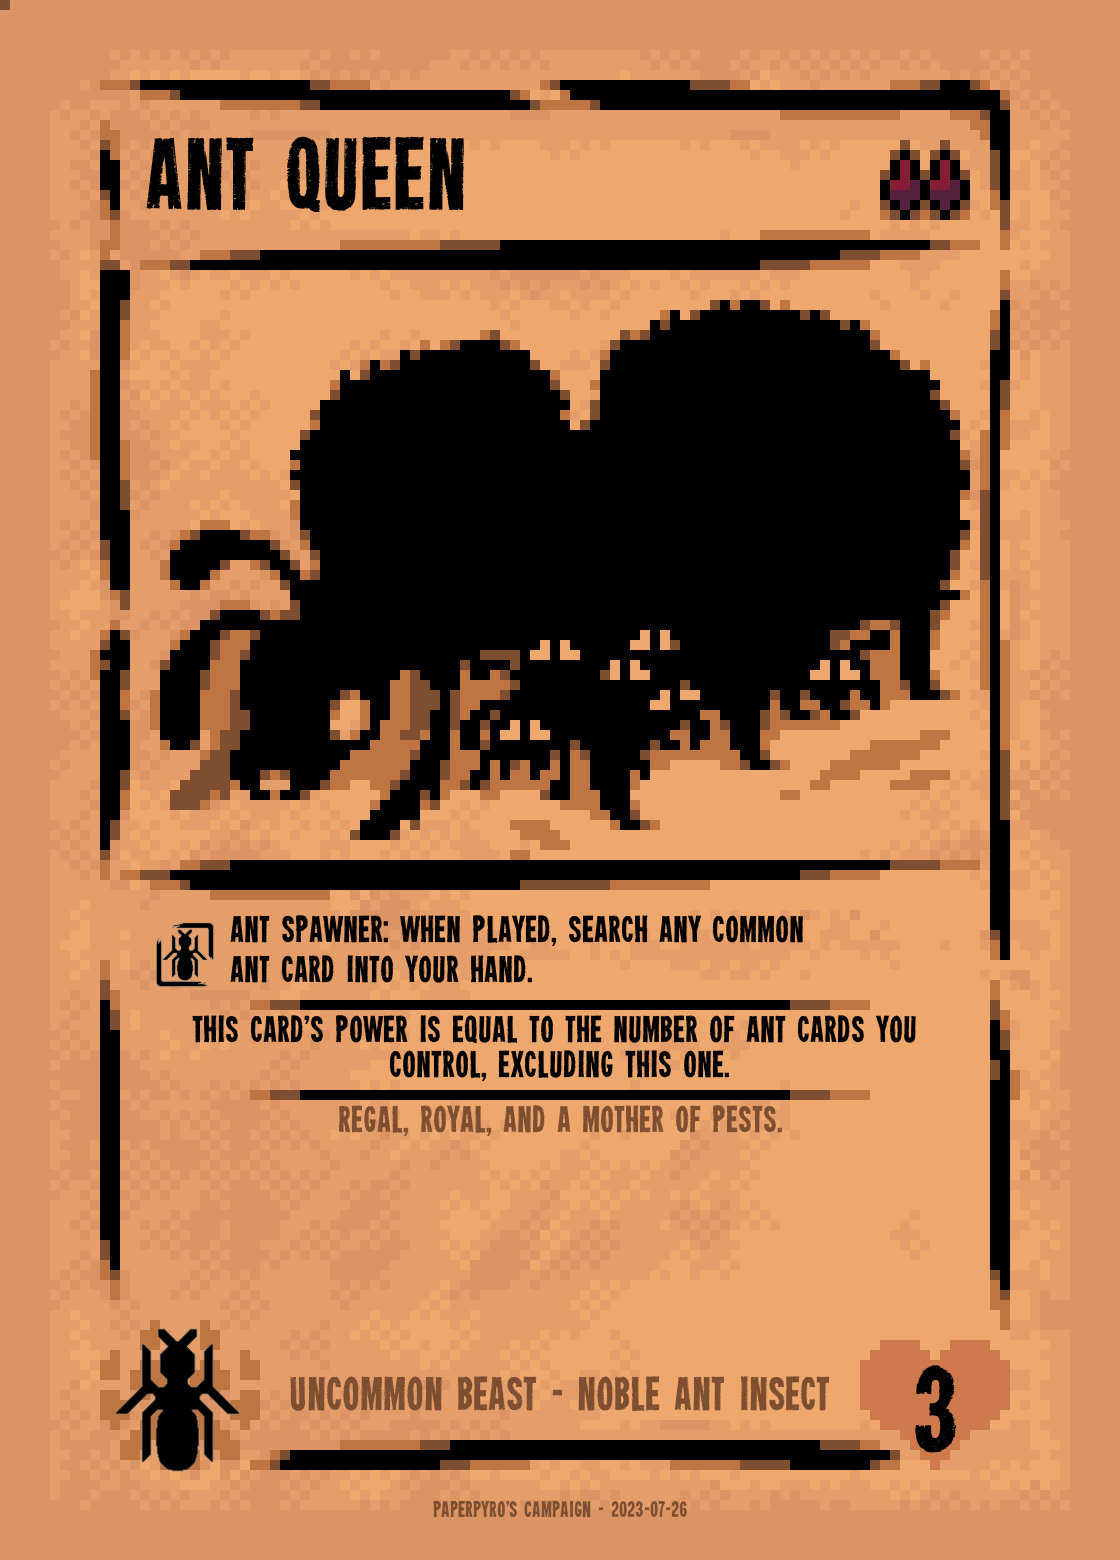 ANT QUEEN
ANT SPAWNER: WHEN PLAYED, SEARCH ANY COMMON
ANT CARD INTO YOUR HAND.
THIS CARD'S POWER IS EQUAL TO THE NUMBER OF ANT CARDS YOU
CONTROL, EXCLUDING THIS ONE.
REGAL, ROYAL, AND A MOTHER OF PESTS.
UNCOMMON BEAST - NOBLE ANT INSECT
3
PAPERPYRO'S CAMPAIGN - 2023-07-26